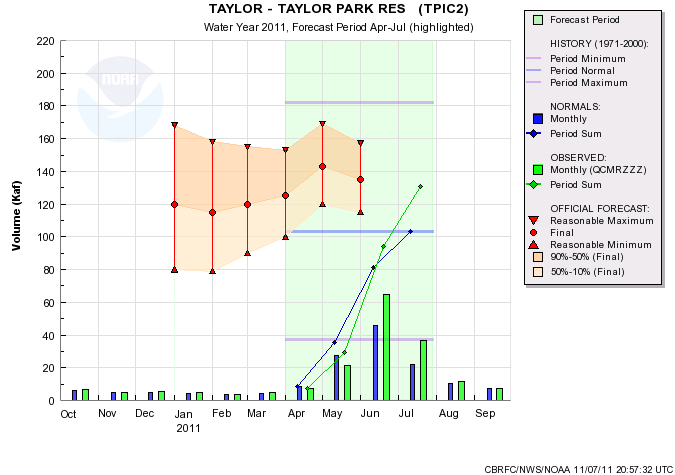 TAYLOR - TAYLOR PARK RES (TPIC2)
Water Year 2011, Forecast Period Apr-Jul (highlighted)
Volume (Kaf)
220
200
180
160
140
120
100
80
60
40
20
0
NOAA
Oct Nov Dec Jan Feb Mar Apr May Jun Jul Aug Sep
2011
Forecast Period
HISTORY (1971-2000):
Period Minimum
Period Normal
Period Maximum
NORMALS:
Monthly
Period Sum
OBSERVED:
Monthly (QCMRZZZ)
Period Sum
OFFICIAL FORECAST:
Reasonable Maximum
Final
Reasonable Minimum
90%-50% (Final)
50%-10% (Final)
CBRFC/NWS/NOAA 11/07/11 20:57:32 UTC